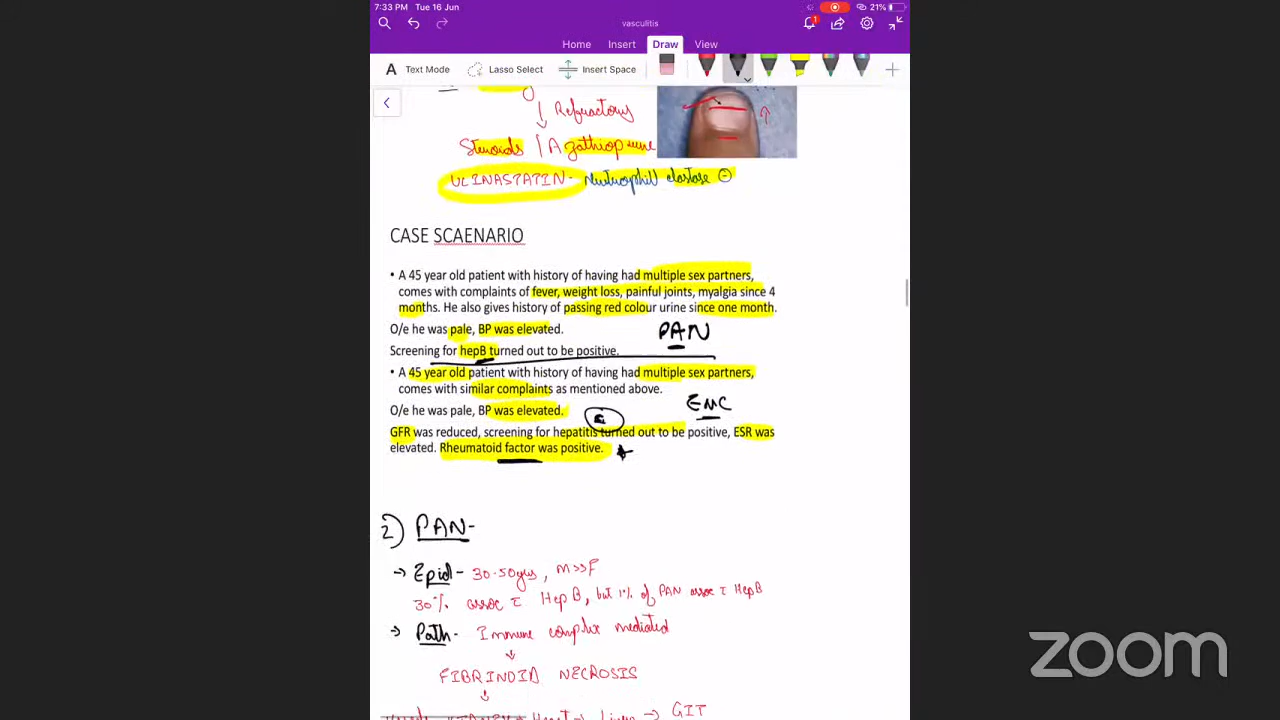 7:33 PM Tue 16 Jun
21%
vasculitis
1
Home Insert Draw View
A Text Mode Lasso Select Insert Space
Refractory
Steroids | Azathioprine
ULINASTATIN - Neutrophill elastase ⊖
CASE SCAENARIO
• A 45 year old patient with history of having had multiple sex partners,
comes with complaints of fever, weight loss, painful joints, myalgia since 4
months. He also gives history of passing red colour urine since one month.
O/e he was pale, BP was elevated.
PAN
Screening for hepB turned out to be positive.
• A 45 year old patient with history of having had multiple sex partners,
comes with similar complaints as mentioned above.
EMC
O/e he was pale, BP was elevated.
GFR was reduced, screening for hepatitis turned out to be positive, ESR was
elevated. Rheumatoid factor was positive.
2) PAN-
→ Epid- 30-50yrs, M>>F
30% assoc c̄ Hep B, but 1% of PAN assoc c̄ HepB
→ Path- Immune complex mediated
FIBRINOID NECROSIS
Heart Liver → GIT
zoom